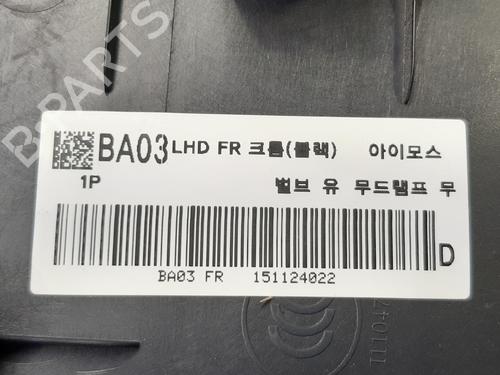 BA03 LHD FR 크롬(블랙) 아이모스
1P 벌브 유 무드램프 무
D
BA03 FR 151124022
B-PARTS